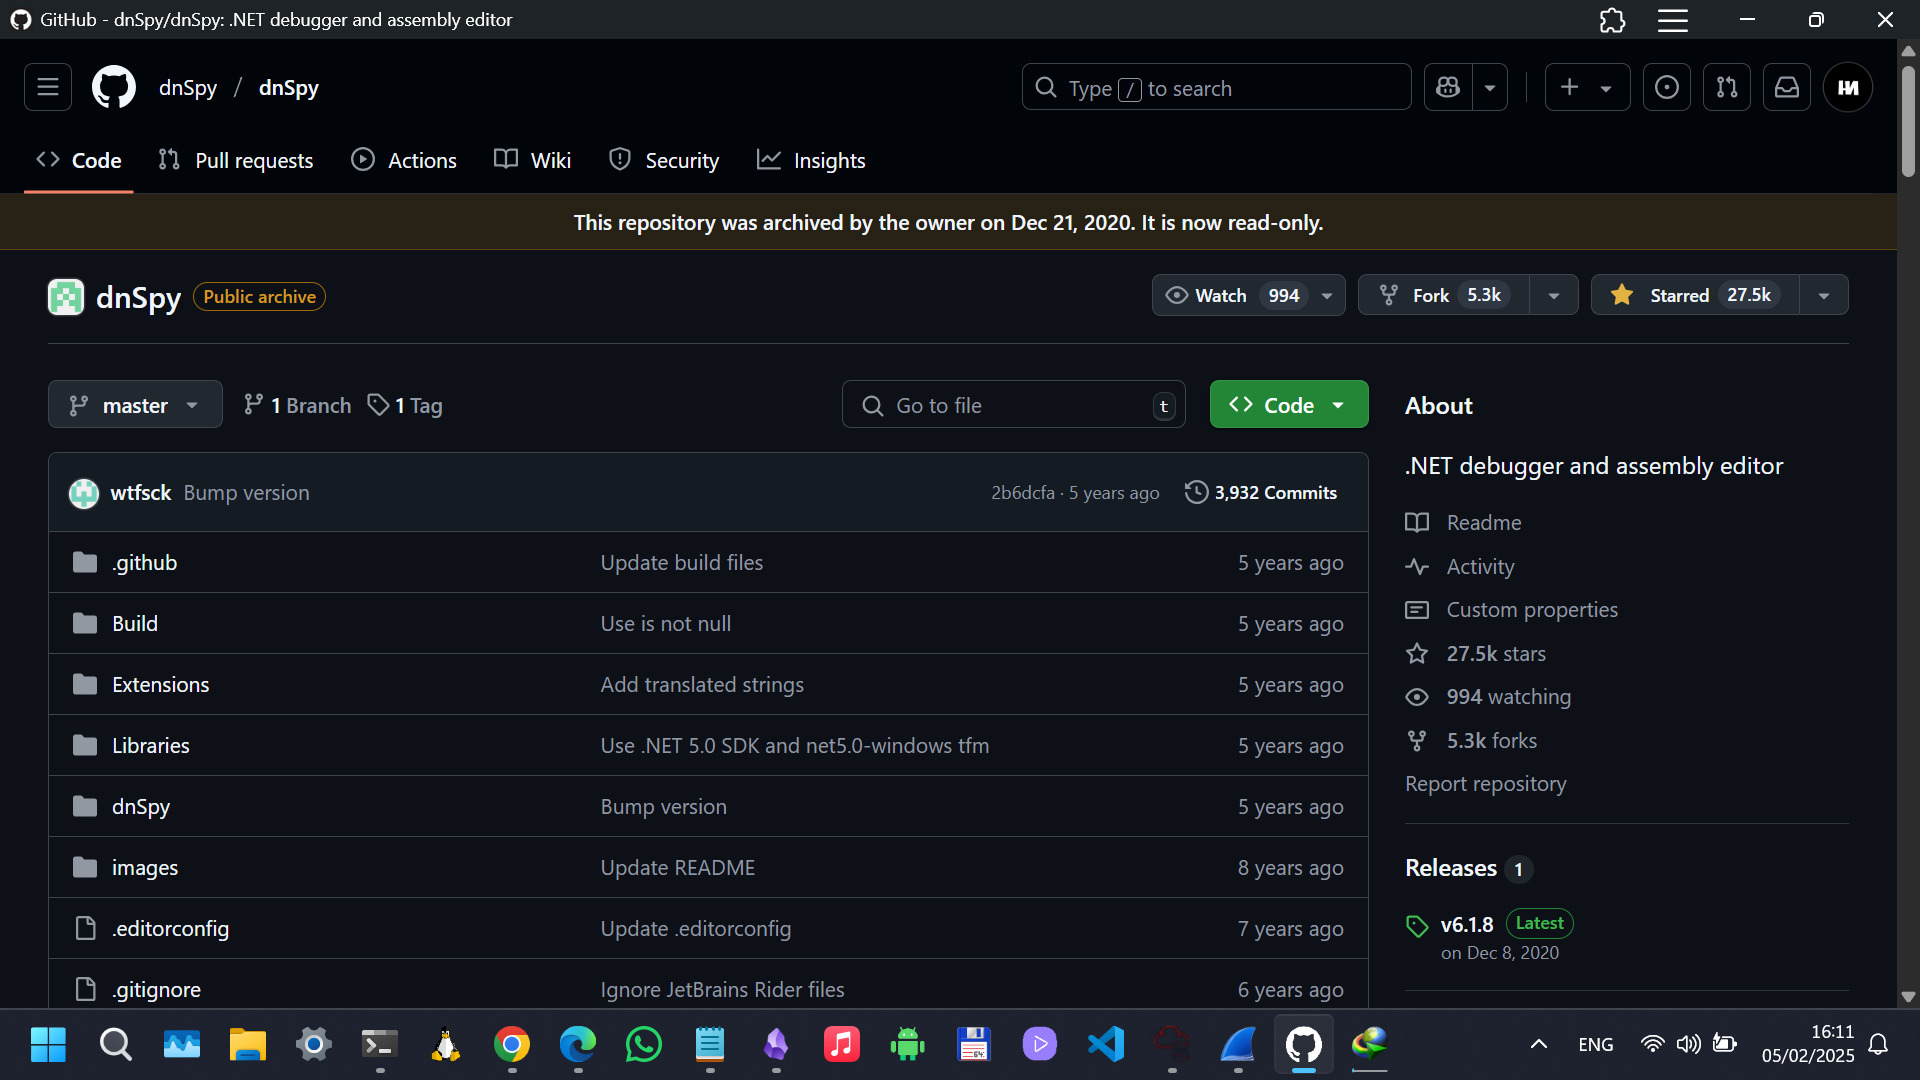 GitHub - dnSpy/dnSpy: .NET debugger and assembly editor
dnSpy / dnSpy
Type / to search
Code
Pull requests
Actions
Wiki
Security
Insights
This repository was archived by the owner on Dec 21, 2020. It is now read-only.
dnSpy Public archive
Watch 994
Fork 5.3k
Starred 27.5k
master
1 Branch
1 Tag
Go to file t
Code
wtfsck Bump version 2b6dcfa · 5 years ago 3,932 Commits
.github Update build files 5 years ago
Build Use is not null 5 years ago
Extensions Add translated strings 5 years ago
Libraries Use .NET 5.0 SDK and net5.0-windows tfm 5 years ago
dnSpy Bump version 5 years ago
images Update README 8 years ago
.editorconfig Update .editorconfig 7 years ago
.gitignore Ignore JetBrains Rider files 6 years ago
About
.NET debugger and assembly editor
Readme
Activity
Custom properties
27.5k stars
994 watching
5.3k forks
Report repository
Releases 1
v6.1.8 Latest
on Dec 8, 2020
64
ENG
16:11
05/02/2025